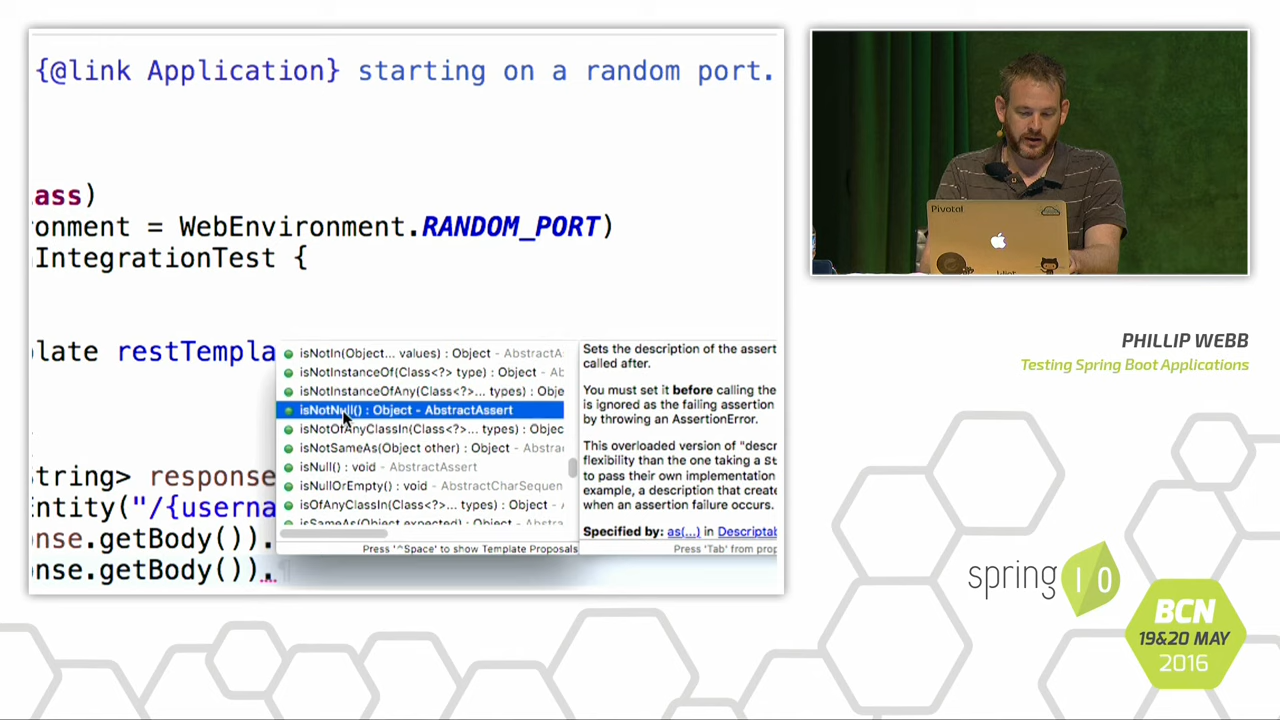 {@link Application} starting on a random port.
ass)
onment = WebEnvironment.RANDOM_PORT)
IntegrationTest {
late restTempla
isNotIn(Object... values) : Object - AbstractA
isNotInstanceOf(Class<?> type) : Object - Ab
isNotInstanceOfAny(Class<?>... types) : Obje
isNotNull() : Object - AbstractAssert
isNotOfAnyClassIn(Class<?>... types) : Objec
isNotSameAs(Object other) : Object - Abstra
isNull() : void - AbstractAssert
isNullOrEmpty() : void - AbstractCharSequen
isOfAnyClassIn(Class<?>... types) : Object -
isSameAs(Object expected) : Object - Abstra
Press '^Space' to show Template Proposals
Sets the description of the assert
called after.
You must set it before calling the
is ignored as the failing assertion
by throwing an AssertionError.
This overloaded version of "descr
flexibility than the one taking a St
to pass their own implementation
example, a description that create
when an assertion failure occurs.
Specified by: as(...) in Descriptab
Press 'Tab' from prop
tring> response
ntity("/{userna
onse.getBody()).
onse.getBody()).
Pivotal
PHILLIP WEBB
Testing Spring Boot Applications
spring I O
BCN
19&20 MAY
2016